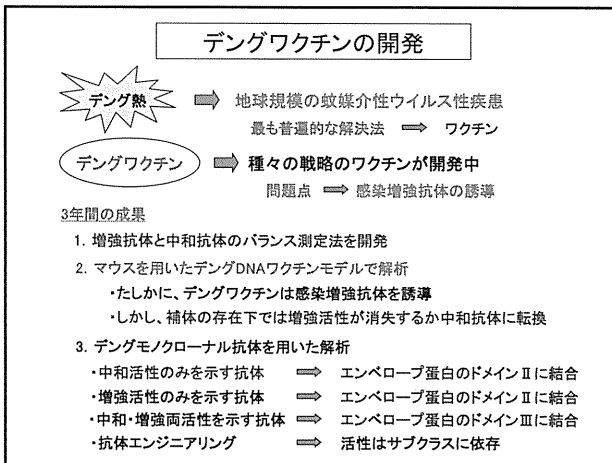 デングワクチンの開発
デング熱 ⇒ 地球規模の蚊媒介性ウイルス性疾患
最も普遍的な解決法 ⇒ ワクチン
デングワクチン ⇒ 種々の戦略のワクチンが開発中
問題点 ⇒ 感染増強抗体の誘導
3年間の成果
1. 増強抗体と中和抗体のバランス測定法を開発
2. マウスを用いたデングDNAワクチンモデルで解析
・たしかに、デングワクチンは感染増強抗体を誘導
・しかし、補体の存在下では増強活性が消失するか中和抗体に転換
3. デングモノクローナル抗体を用いた解析
・中和活性のみを示す抗体 ⇒ エンベロープ蛋白のドメインⅡに結合
・増強活性のみを示す抗体 ⇒ エンベロープ蛋白のドメインⅡに結合
・中和・増強両活性を示す抗体 ⇒ エンベロープ蛋白のドメインⅢに結合
・抗体エンジニアリング ⇒ 活性はサブクラスに依存